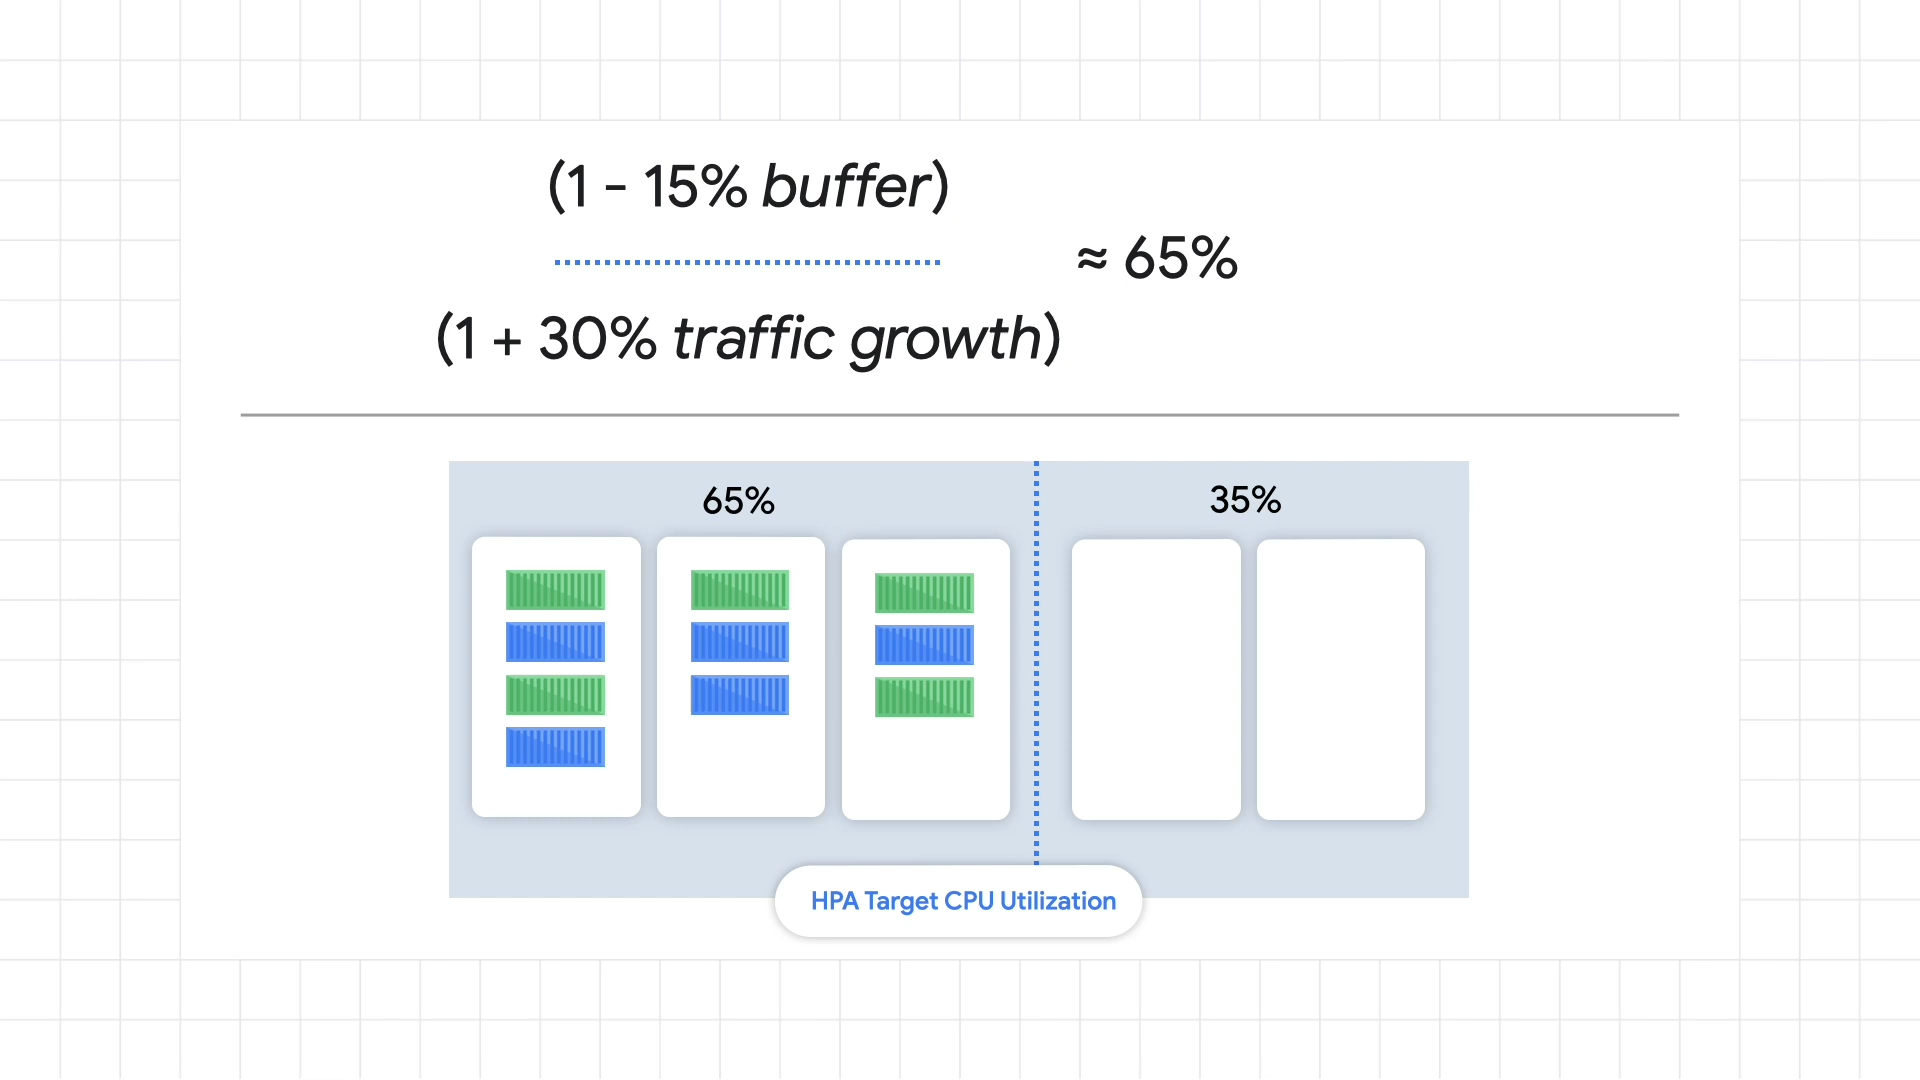 (1 - 15% buffer)
≈ 65%
(1 + 30% traffic growth)
65%
35%
HPA Target CPU Utilization